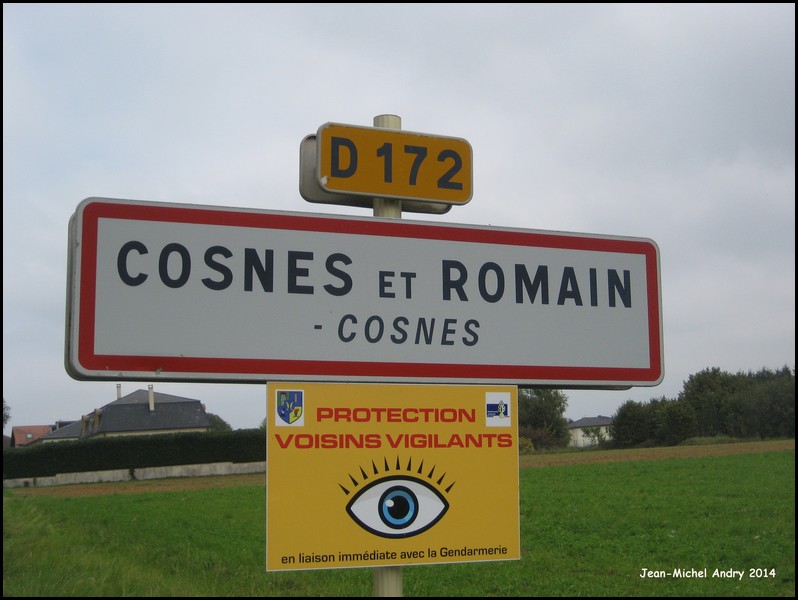 D 172
COSNES ET ROMAIN
- COSNES
PROTECTION
VOISINS VIGILANTS
en liaison immédiate avec la Gendarmerie
Jean-Michel Andry 2014